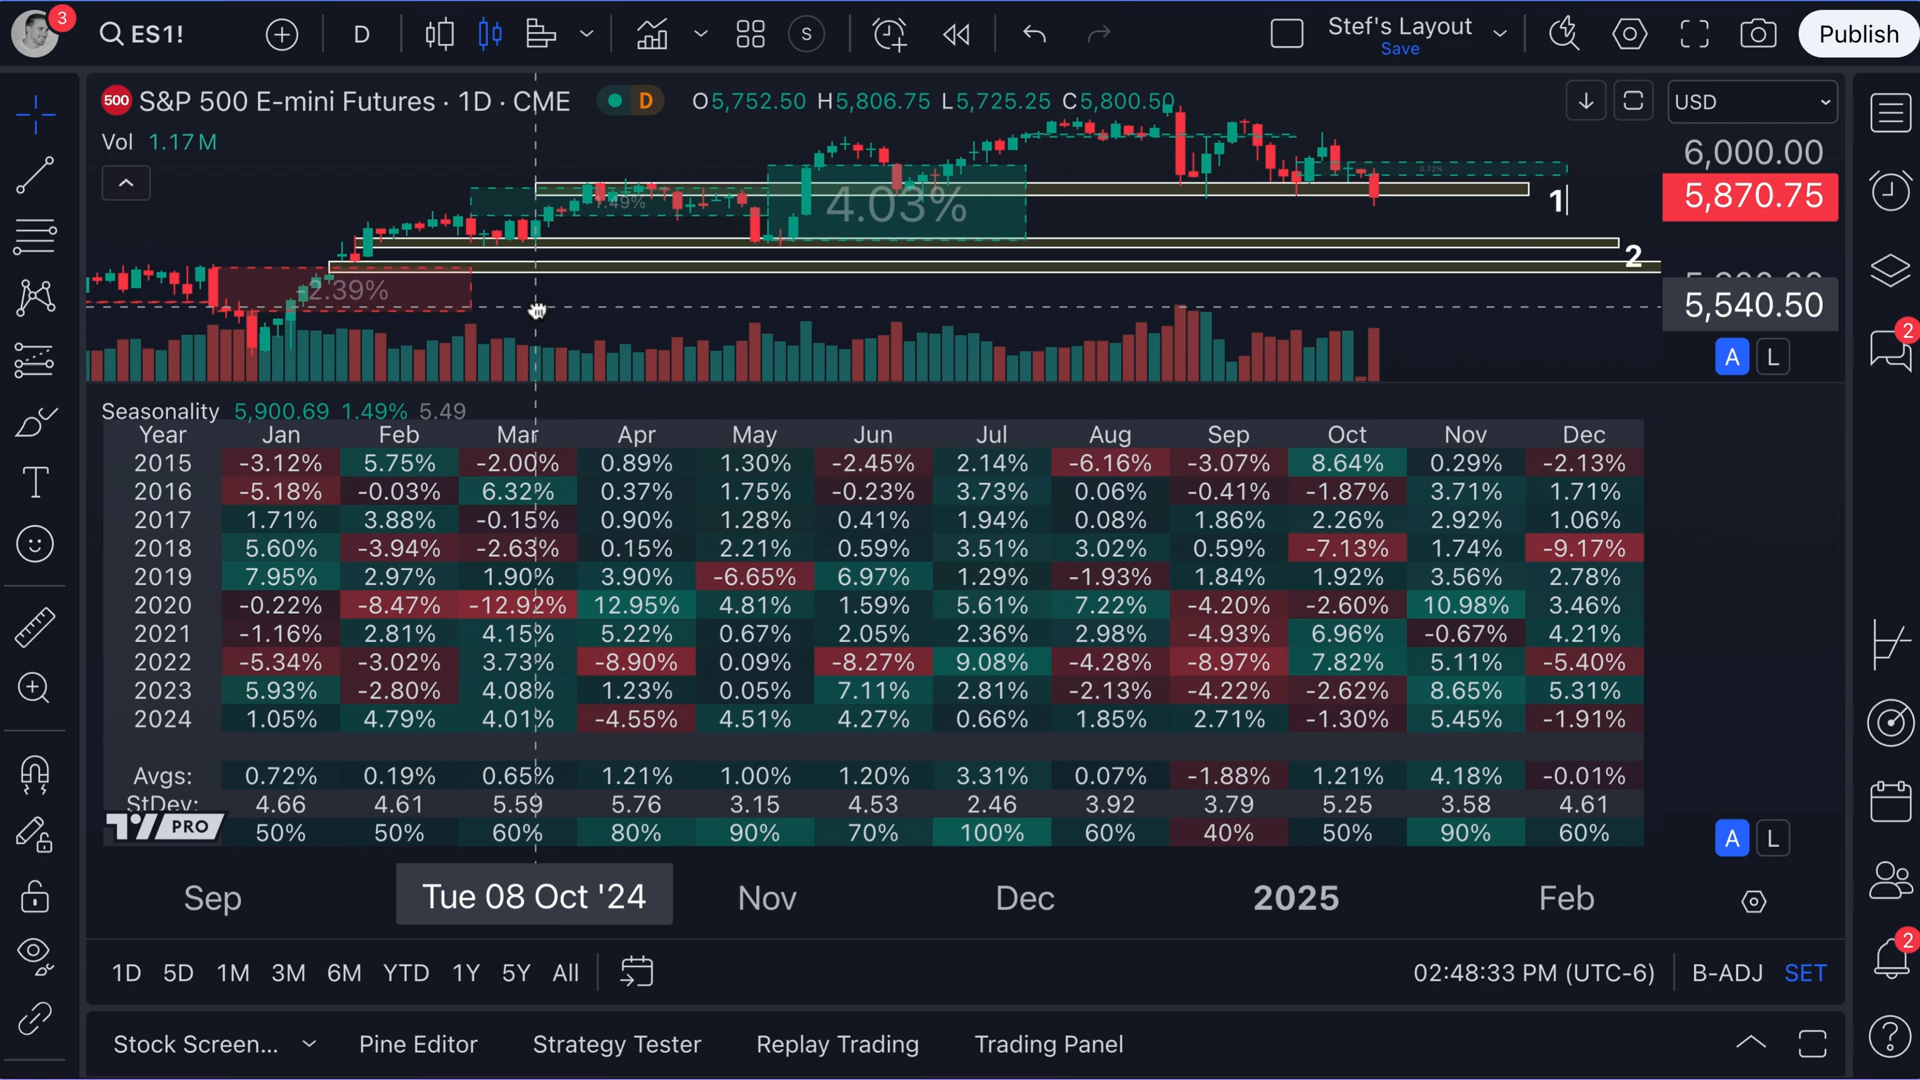 3
ES1!
D
S
Stef's Layout
Save
Publish
500 S&P 500 E-mini Futures · 1D · CME D O5,752.50 H5,806.75 L5,725.25 C5,800.50
USD
Vol 1.17M
6,000.00
5,870.75
5,540.50
4.03%
1.49%
-2.39%
1
2
A L
2
Seasonality 5,900.69 1.49% 5.49
Year Jan Feb Mar Apr May Jun Jul Aug Sep Oct Nov Dec
2015 -3.12% 5.75% -2.00% 0.89% 1.30% -2.45% 2.14% -6.16% -3.07% 8.64% 0.29% -2.13%
2016 -5.18% -0.03% 6.32% 0.37% 1.75% -0.23% 3.73% 0.06% -0.41% -1.87% 3.71% 1.71%
2017 1.71% 3.88% -0.15% 0.90% 1.28% 0.41% 1.94% 0.08% 1.86% 2.26% 2.92% 1.06%
2018 5.60% -3.94% -2.63% 0.15% 2.21% 0.59% 3.51% 3.02% 0.59% -7.13% 1.74% -9.17%
2019 7.95% 2.97% 1.90% 3.90% -6.65% 6.97% 1.29% -1.93% 1.84% 1.92% 3.56% 2.78%
2020 -0.22% -8.47% -12.92% 12.95% 4.81% 1.59% 5.61% 7.22% -4.20% -2.60% 10.98% 3.46%
2021 -1.16% 2.81% 4.15% 5.22% 0.67% 2.05% 2.36% 2.98% -4.93% 6.96% -0.67% 4.21%
2022 -5.34% -3.02% 3.73% -8.90% 0.09% -8.27% 9.08% -4.28% -8.97% 7.82% 5.11% -5.40%
2023 5.93% -2.80% 4.08% 1.23% 0.05% 7.11% 2.81% -2.13% -4.22% -2.62% 8.65% 5.31%
2024 1.05% 4.79% 4.01% -4.55% 4.51% 4.27% 0.66% 1.85% 2.71% -1.30% 5.45% -1.91%
Avgs: 0.72% 0.19% 0.65% 1.21% 1.00% 1.20% 3.31% 0.07% -1.88% 1.21% 4.18% -0.01%
StDev: 4.66 4.61 5.59 5.76 3.15 4.53 2.46 3.92 3.79 5.25 3.58 4.61
PRO 50% 50% 60% 80% 90% 70% 100% 60% 40% 50% 90% 60%
A L
Sep Tue 08 Oct '24 Nov Dec 2025 Feb
2
1D 5D 1M 3M 6M YTD 1Y 5Y All 02:48:33 PM (UTC-6) B-ADJ SET
Stock Screen... Pine Editor Strategy Tester Replay Trading Trading Panel